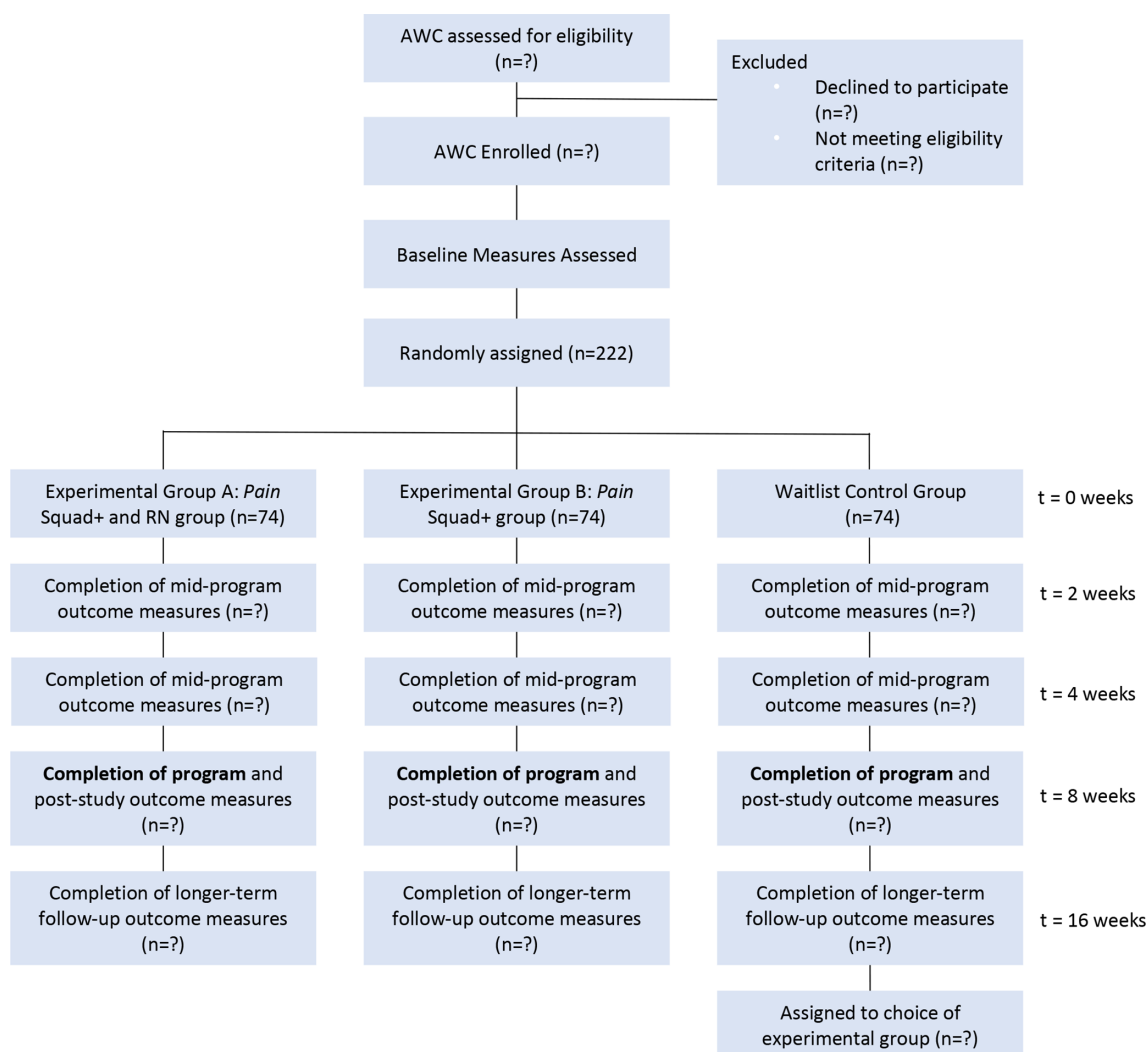 AWC assessed for eligibility
(n=?)
Excluded
Declined to participate
(n=?)
Not meeting eligibility
criteria (n=?)
AWC Enrolled (n=?)
Baseline Measures Assessed
Randomly assigned (n=222)
Experimental Group A: Pain
Squad+ and RN group (n=74)
Experimental Group B: Pain
Squad+ group (n=74)
Waitlist Control Group
(n=74)
t = 0 weeks
Completion of mid-program
outcome measures (n=?)
Completion of mid-program
outcome measures (n=?)
Completion of mid-program
outcome measures (n=?)
t = 2 weeks
Completion of mid-program
outcome measures (n=?)
Completion of mid-program
outcome measures (n=?)
Completion of mid-program
outcome measures (n=?)
t = 4 weeks
Completion of program and
post-study outcome measures
(n=?)
Completion of program and
post-study outcome measures
(n=?)
Completion of program and
post-study outcome measures
(n=?)
t = 8 weeks
Completion of longer-term
follow-up outcome measures
(n=?)
Completion of longer-term
follow-up outcome measures
(n=?)
Completion of longer-term
follow-up outcome measures
(n=?)
t = 16 weeks
Assigned to choice of
experimental group (n=?)